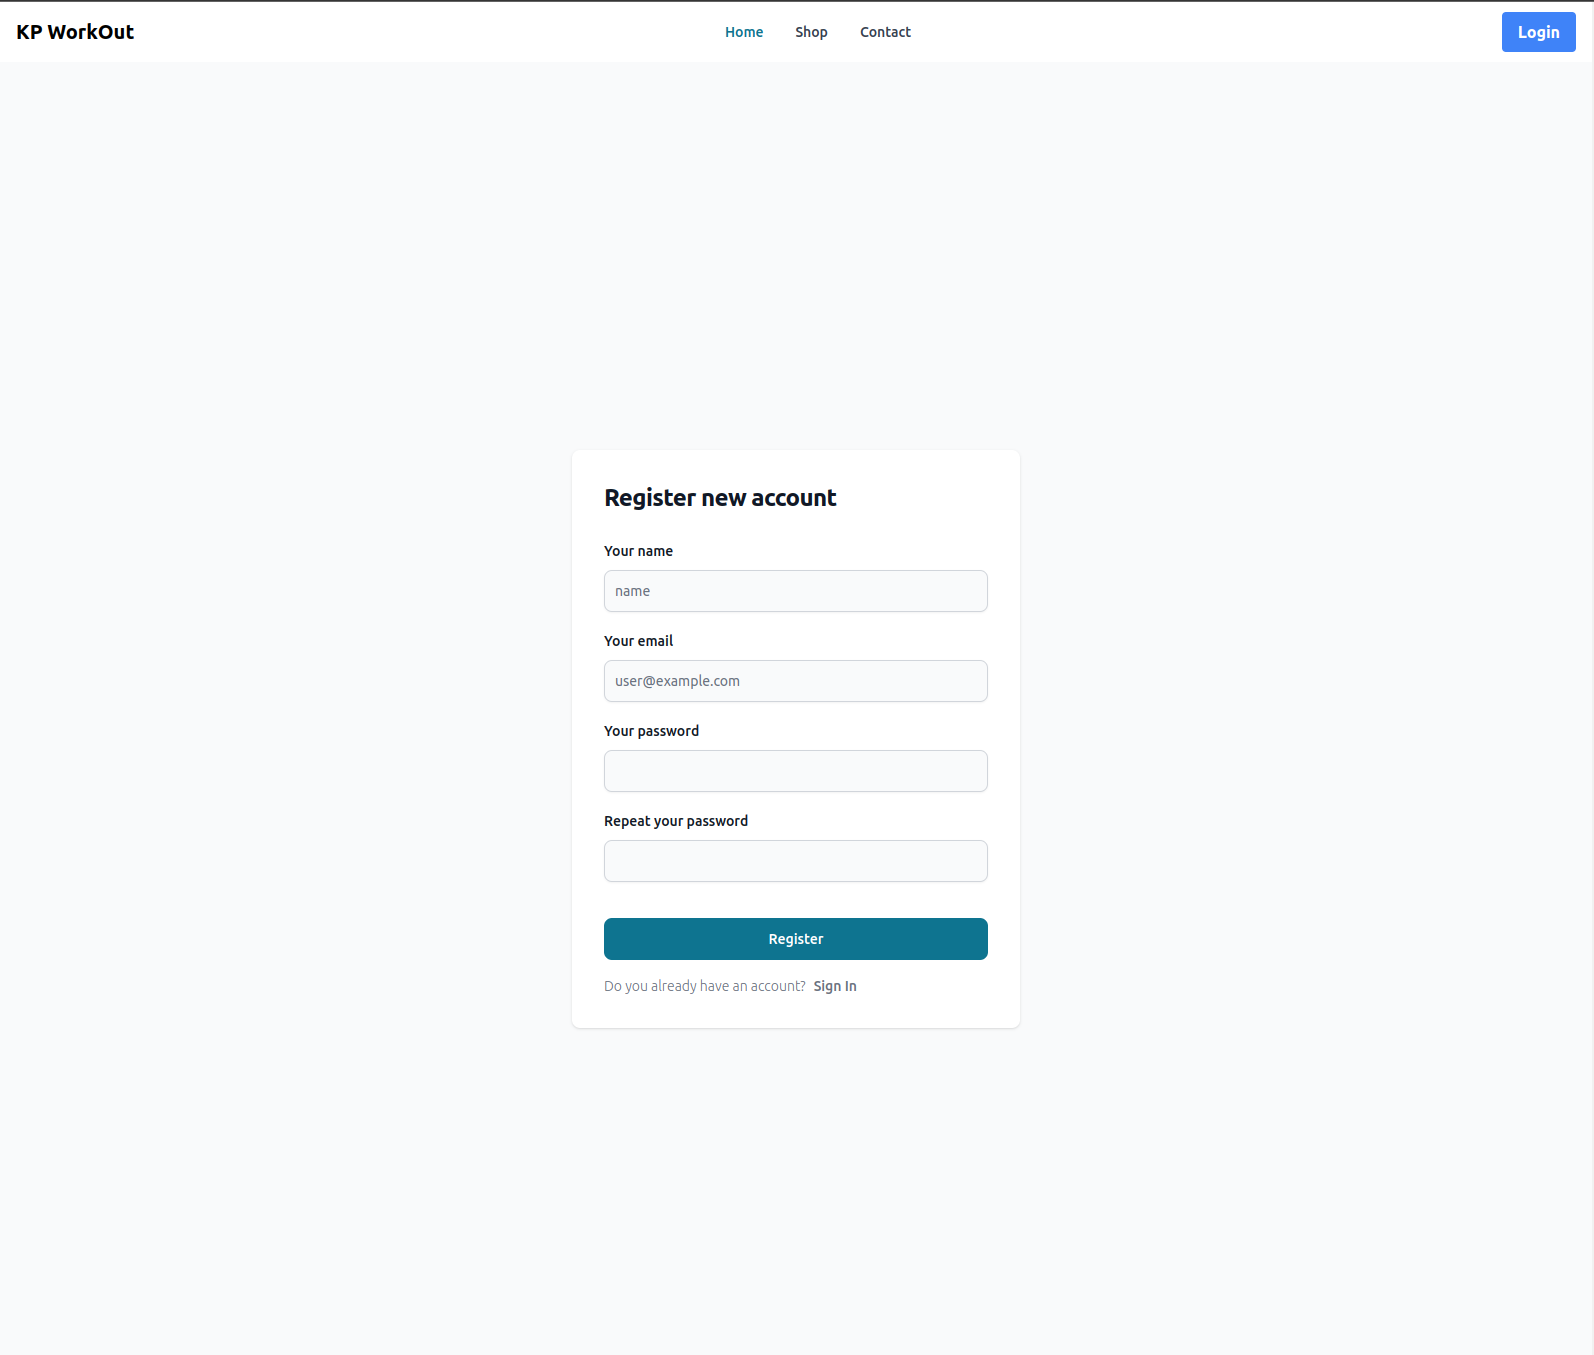 KP WorkOut
Home Shop Contact
Login
Register new account
Your name
name
Your email
user@example.com
Your password
Repeat your password
Register
Do you already have an account? Sign In